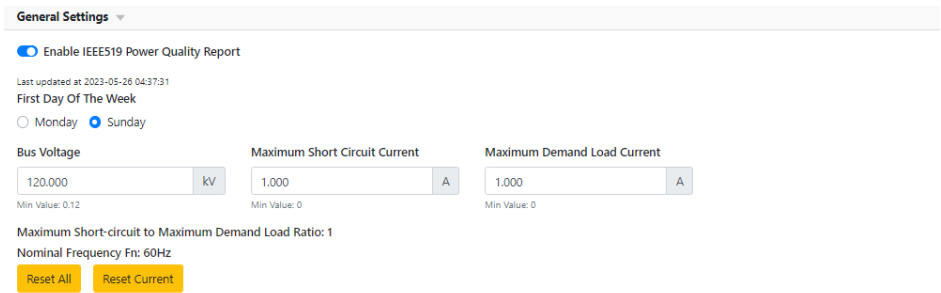 General Settings
Enable IEEE519 Power Quality Report
Last updated at 2023-05-26 04:37:31
First Day Of The Week
Monday Sunday
Bus Voltage Maximum Short Circuit Current Maximum Demand Load Current
120.000 kV 1.000 A 1.000 A
Min Value: 0.12 Min Value: 0 Min Value: 0
Maximum Short-circuit to Maximum Demand Load Ratio: 1
Nominal Frequency Fn: 60Hz
Reset All Reset Current